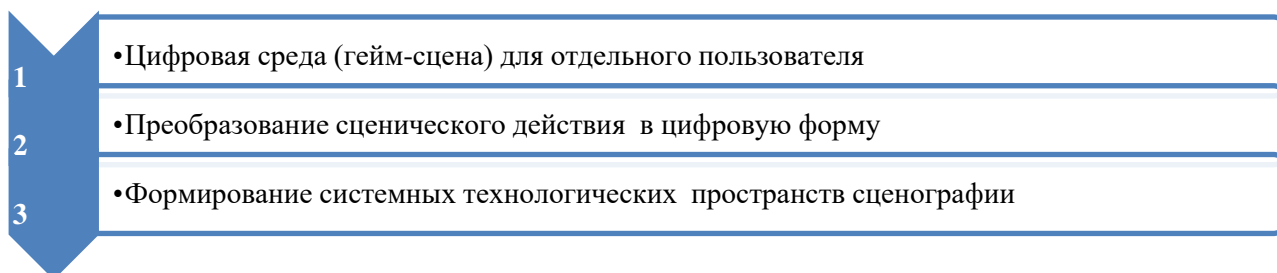 1
•Цифровая среда (гейм-сцена) для отдельного пользователя
2
•Преобразование сценического действия в цифровую форму
3
•Формирование системных технологических пространств сценографии